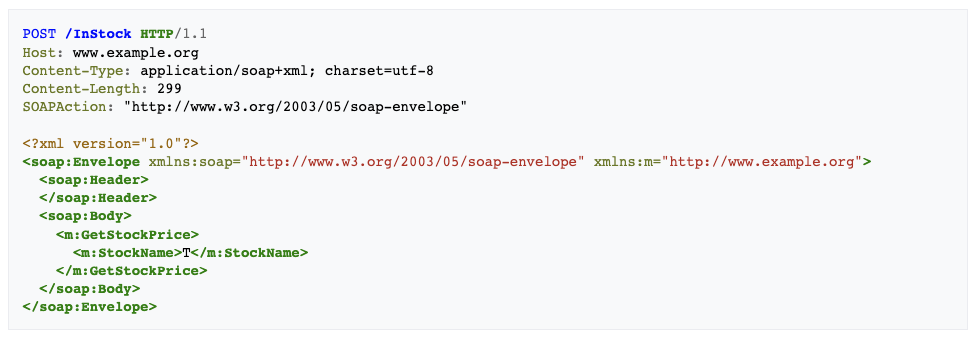 POST /InStock HTTP/1.1
Host: www.example.org
Content-Type: application/soap+xml; charset=utf-8
Content-Length: 299
SOAPAction: "http://www.w3.org/2003/05/soap-envelope"

<?xml version="1.0"?>
<soap:Envelope xmlns:soap="http://www.w3.org/2003/05/soap-envelope" xmlns:m="http://www.example.org">
  <soap:Header>
  </soap:Header>
  <soap:Body>
    <m:GetStockPrice>
      <m:StockName>T</m:StockName>
    </m:GetStockPrice>
  </soap:Body>
</soap:Envelope>